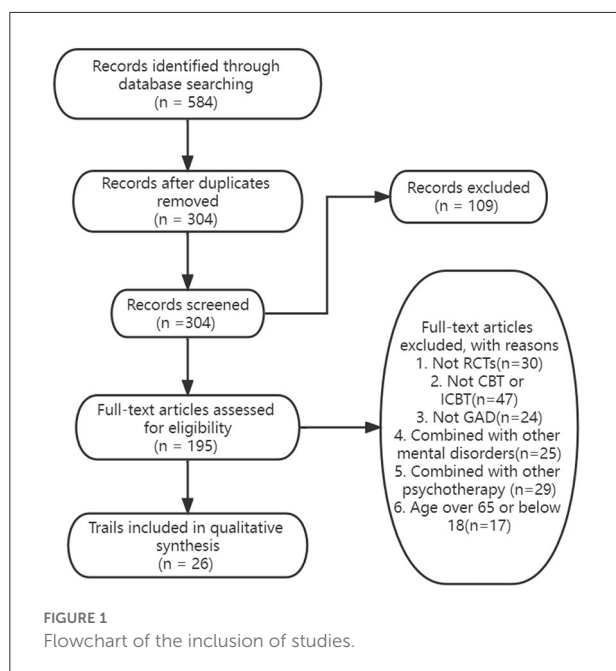 Records identified through
database searching
(n = 584)
Records after duplicates
removed
(n = 304)
Records excluded
(n = 109)
Records screened
(n =304)
Full-text articles assessed
for eligibility
(n = 195)
Full-text articles
excluded, with reasons
1. Not RCTs(n=30)
2. Not CBT or
ICBT(n=47)
3. Not GAD(n=24)
4. Combined with other
mental disorders(n=25)
5. Combined with other
psychotherapy (n=29)
6. Age over 65 or below
18(n=17)
Trails included in qualitative
synthesis
(n = 26)
FIGURE 1
Flowchart of the inclusion of studies.